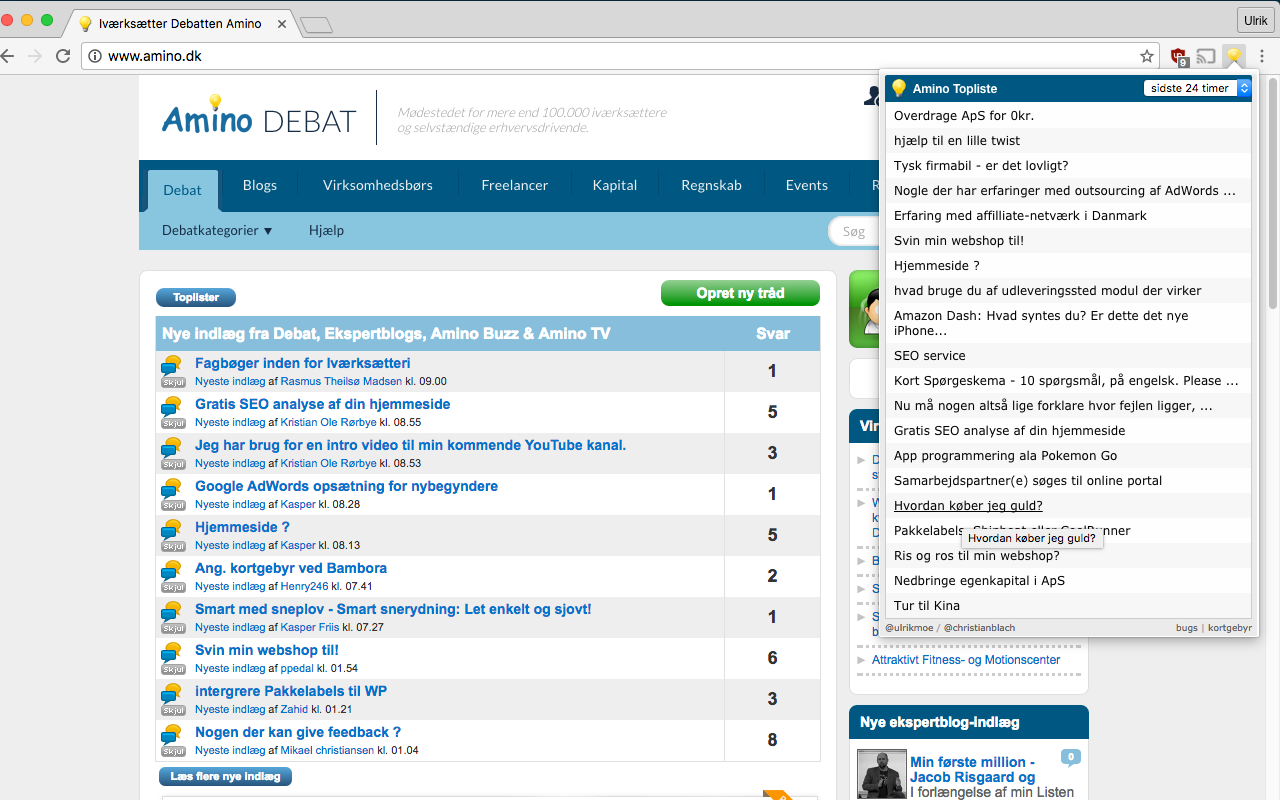 Iværksætter Debatten Amino
Ulrik
www.amino.dk
9
Amino DEBAT
Mødestedet for mere end 100.000 iværksættere
og selvstændige erhvervsdrivende.
Debat
Blogs
Virksomhedsbørs
Freelancer
Kapital
Regnskab
Events
R
Debatkategorier ▼
Hjælp
Søg
Toplister
Opret ny tråd
Nye indlæg fra Debat, Ekspertblogs, Amino Buzz & Amino TV
Svar
Fagbøger inden for Iværksætteri
1
Skjul
Nyeste indlæg af Rasmus Theilsø Madsen kl. 09.00
Gratis SEO analyse af din hjemmeside
5
Skjul
Nyeste indlæg af Kristian Ole Rørbye kl. 08.55
Jeg har brug for en intro video til min kommende YouTube kanal.
3
Skjul
Nyeste indlæg af Kristian Ole Rørbye kl. 08.53
Google AdWords opsætning for nybegyndere
1
Skjul
Nyeste indlæg af Kasper kl. 08.28
Hjemmeside ?
5
Skjul
Nyeste indlæg af Kasper kl. 08.13
Ang. kortgebyr ved Bambora
2
Skjul
Nyeste indlæg af Henry246 kl. 07.41
Smart med sneplov - Smart snerydning: Let enkelt og sjovt!
1
Skjul
Nyeste indlæg af Kasper Friis kl. 07.27
Svin min webshop til!
6
Skjul
Nyeste indlæg af ppedal kl. 01.54
intergrere Pakkelabels til WP
3
Skjul
Nyeste indlæg af Zahid kl. 01.21
Nogen der kan give feedback ?
8
Skjul
Nyeste indlæg af Mikael christiansen kl. 01.04
Læs flere nye indlæg
Amino Topliste
sidste 24 timer
Overdrage ApS for 0kr.
hjælp til en lille twist
Tysk firmabil - er det lovligt?
Nogle der har erfaringer med outsourcing af AdWords ...
Erfaring med affilliate-netværk i Danmark
Svin min webshop til!
Hjemmeside ?
hvad bruge du af udleveringssted modul der virker
Amazon Dash: Hvad syntes du? Er dette det nye
iPhone...
SEO service
Kort Spørgeskema - 10 spørgsmål, på engelsk. Please ...
Nu må nogen altså lige forklare hvor fejlen ligger, ...
Gratis SEO analyse af din hjemmeside
App programmering ala Pokemon Go
Samarbejdspartner(e) søges til online portal
Hvordan køber jeg guld?
Pakkelabels, Shipbest eller CoolRunner
Hvordan køber jeg guld?
Ris og ros til min webshop?
Nedbringe egenkapital i ApS
Tur til Kina
@ulrikmoe / @christianblach
bugs | kortgebyr
Attraktivt Fitness- og Motionscenter
Nye ekspertblog-indlæg
0
Min første million -
Jacob Risgaard og
I forlængelse af min Listen